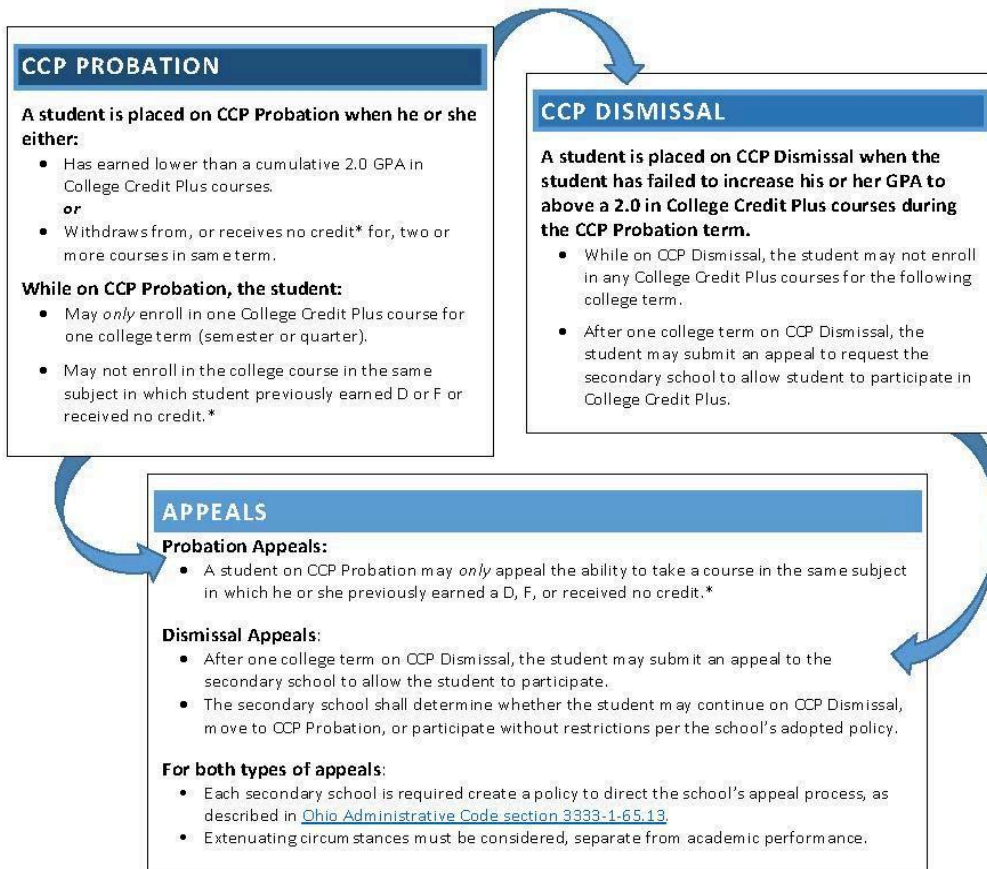 CCP PROBATION
A student is placed on CCP Probation when he or she
either:
• Has earned lower than a cumulative 2.0 GPA in
College Credit Plus courses.
or
• Withdraws from, or receives no credit* for, two or
more courses in same term.
While on CCP Probation, the student:
• May only enroll in one College Credit Plus course for
one college term (semester or quarter).
• May not enroll in the college course in the same
subject in which student previously earned D or F or
received no credit.*
CCP DISMISSAL
A student is placed on CCP Dismissal when the
student has failed to increase his or her GPA to
above a 2.0 in College Credit Plus courses during
the CCP Probation term.
• While on CCP Dismissal, the student may not enroll
in any College Credit Plus courses for the following
college term.
• After one college term on CCP Dismissal, the
student may submit an appeal to request the
secondary school to allow student to participate in
College Credit Plus.
APPEALS
Probation Appeals:
• A student on CCP Probation may only appeal the ability to take a course in the same subject
in which he or she previously earned a D, F, or received no credit.*
Dismissal Appeals:
• After one college term on CCP Dismissal, the student may submit an appeal to the
secondary school to allow the student to participate.
• The secondary school shall determine whether the student may continue on CCP Dismissal,
move to CCP Probation, or participate without restrictions per the school's adopted policy.
For both types of appeals:
• Each secondary school is required create a policy to direct the school's appeal process, as
described in Ohio Administrative Code section 3333-1-65.13.
• Extenuating circumstances must be considered, separate from academic performance.